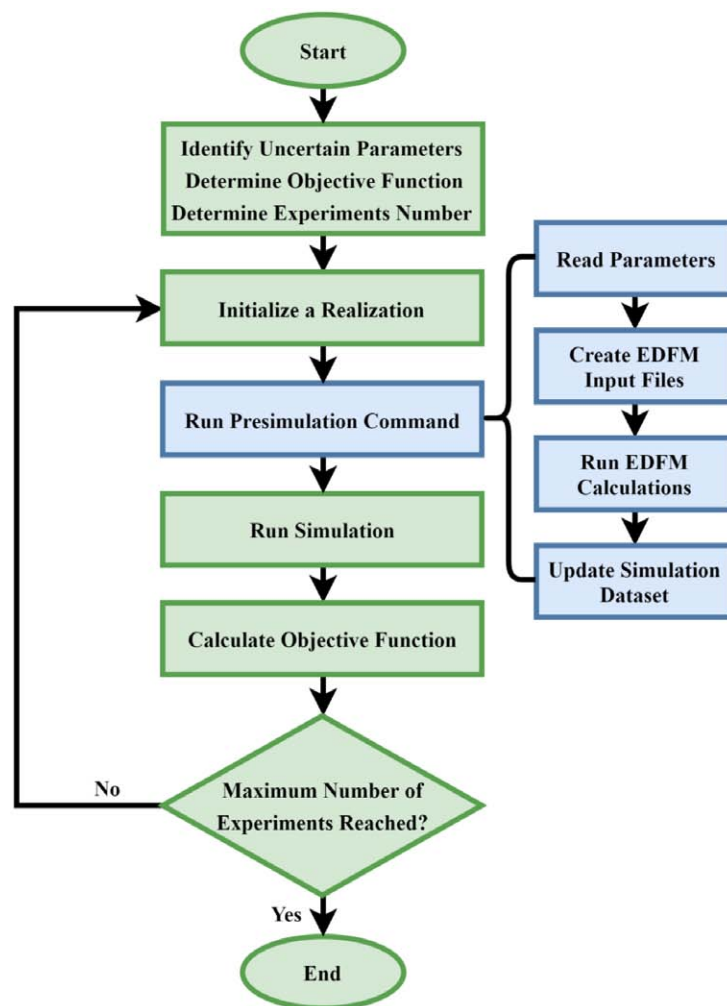 Start
Identify Uncertain Parameters
Determine Objective Function
Determine Experiments Number
Initialize a Realization
Run Presimulation Command
Run Simulation
Calculate Objective Function
Maximum Number of
Experiments Reached?
No
Yes
End
Read Parameters
Create EDFM
Input Files
Run EDFM
Calculations
Update Simulation
Dataset